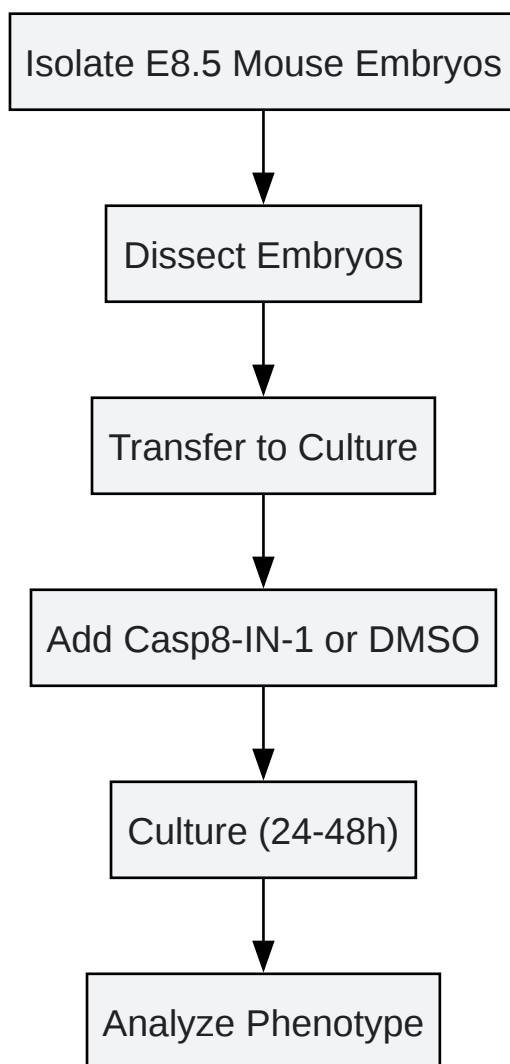 Isolate E8.5 Mouse Embryos
Dissect Embryos
Transfer to Culture
Add Casp8-IN-1 or DMSO
Culture (24-48h)
Analyze Phenotype